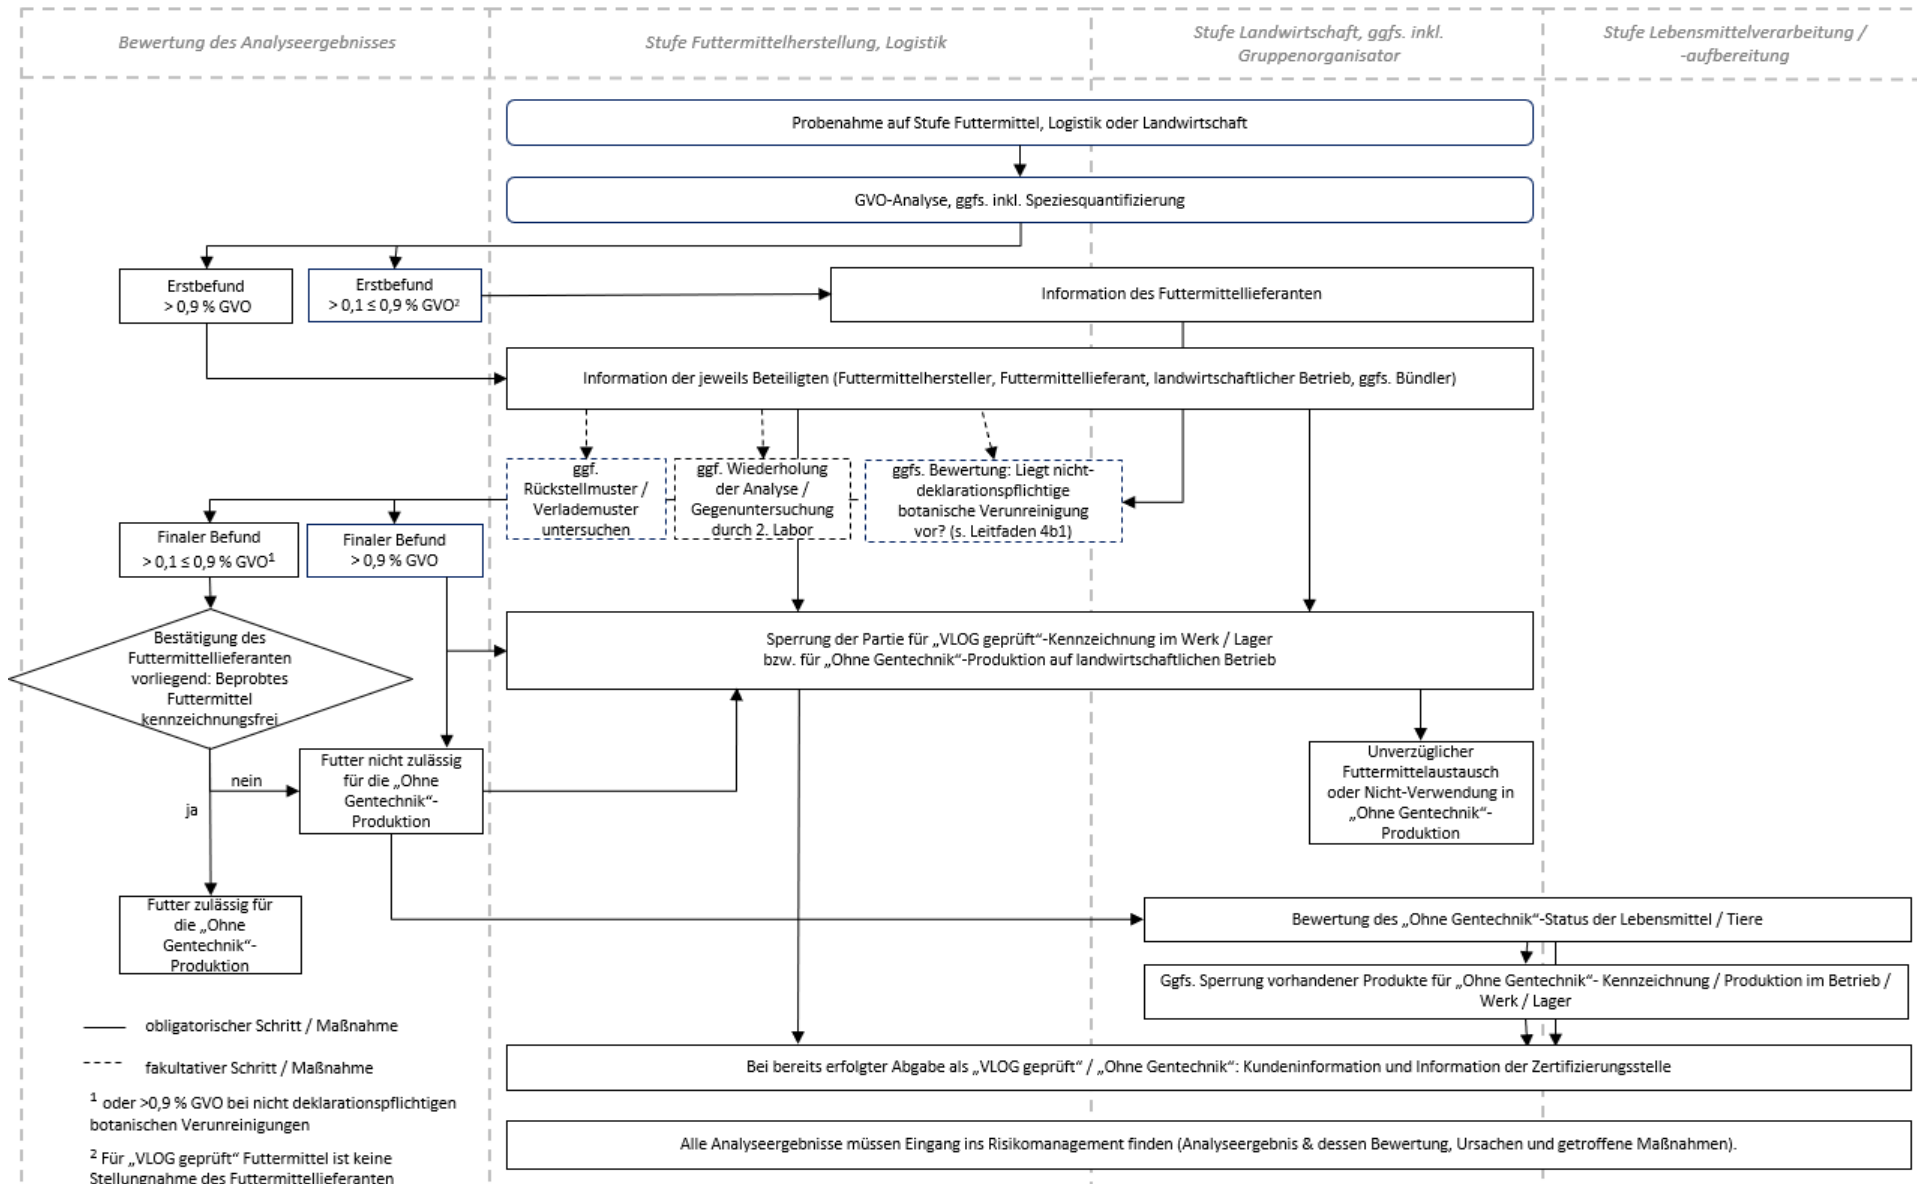 Bewertung des Analyseergebnisses
Stufe Futtermittelherstellung, Logistik
Stufe Landwirtschaft, ggfs. inkl.
Gruppenorganisator
Stufe Lebensmittelverarbeitung /
-aufbereitung
Probenahme auf Stufe Futtermittel, Logistik oder Landwirtschaft
GVO-Analyse, ggfs. inkl. Speziesquantifizierung
Erstbefund
> 0,9 % GVO
Erstbefund
> 0,1 ≤ 0,9 % GVO²
Information des Futtermittellieferanten
Information der jeweils Beteiligten (Futtermittelhersteller, Futtermittellieferant, landwirtschaftlicher Betrieb, ggfs. Bündler)
ggf.
Rückstellmuster /
Verlademuster
untersuchen
ggf. Wiederholung
der Analyse /
Gegenuntersuchung
durch 2. Labor
ggfs. Bewertung: Liegt nicht-
deklarationspflichtige
botanische Verunreinigung
vor? (s. Leitfaden 4b1)
Finaler Befund
> 0,1 ≤ 0,9 % GVO¹
Finaler Befund
> 0,9 % GVO
Bestätigung des
Futtermittellieferanten
vorliegend: Beprobtes
Futtermittel
kennzeichnungsfrei
Sperrung der Partie für „VLOG geprüft“-Kennzeichnung im Werk / Lager
bzw. für „Ohne Gentechnik“-Produktion auf landwirtschaftlichen Betrieb
nein
ja
Futter nicht zulässig
für die „Ohne
Gentechnik“-
Produktion
Unverzüglicher
Futtermittelaustausch
oder Nicht-Verwendung in
„Ohne Gentechnik“-
Produktion
Futter zulässig für
die „Ohne
Gentechnik“-
Produktion
Bewertung des „Ohne Gentechnik“-Status der Lebensmittel / Tiere
Ggfs. Sperrung vorhandener Produkte für „Ohne Gentechnik“- Kennzeichnung / Produktion im Betrieb /
Werk / Lager
obligatorischer Schritt / Maßnahme
fakultativer Schritt / Maßnahme
Bei bereits erfolgter Abgabe als „VLOG geprüft“ / „Ohne Gentechnik“: Kundeninformation und Information der Zertifizierungsstelle
¹ oder >0,9 % GVO bei nicht deklarationspflichtigen
botanischen Verunreinigungen
Alle Analyseergebnisse müssen Eingang ins Risikomanagement finden (Analyseergebnis & dessen Bewertung, Ursachen und getroffene Maßnahmen).
² Für „VLOG geprüft“ Futtermittel ist keine
Stellungnahme des Futtermittellieferanten